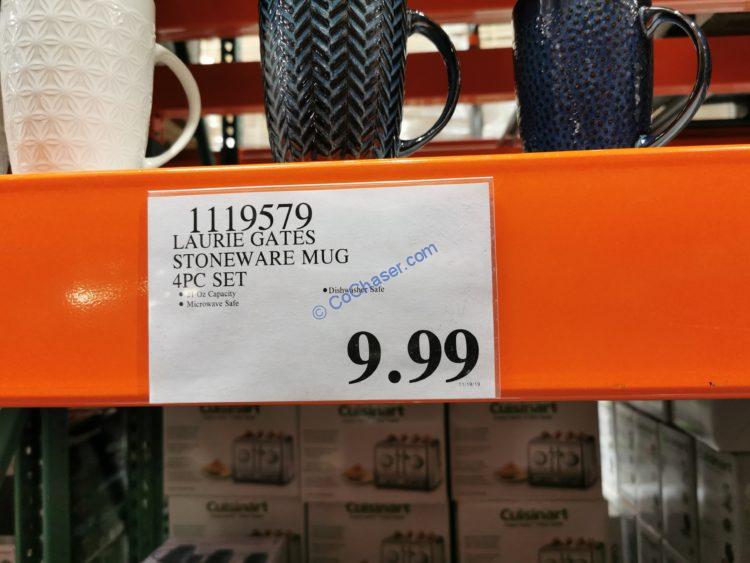 1119579
LAURIE GATES
STONEWARE MUG
4PC SET
• 21 Oz Capacity
• Microwave Safe
• Dishwasher Safe
© CoChaser.com
9.99
11/19/19
Cuisinart
Cuisinart
Cuisinart
Cuisinart
Cuisinart
Cuisinart